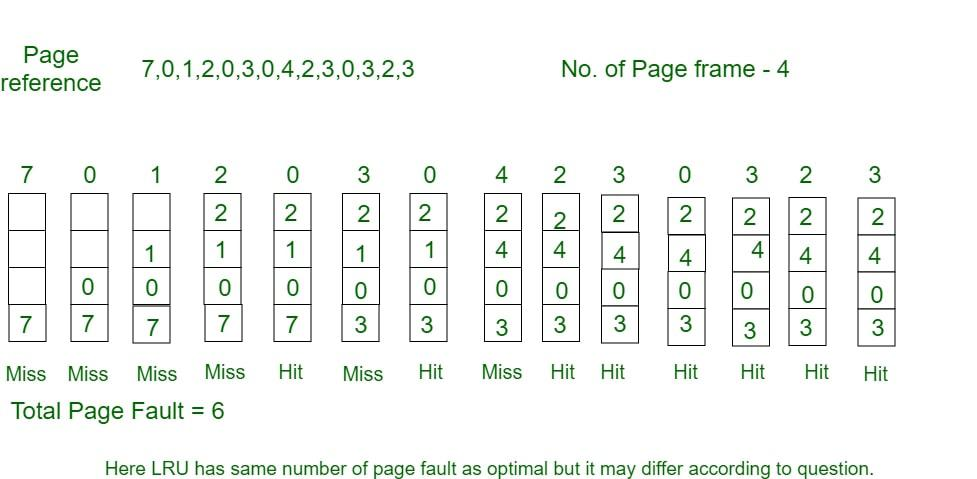 Page
reference
7,0,1,2,0,3,0,4,2,3,0,3,2,3
No. of Page frame - 4
7 0 1 2 0 3 0 4 2 3 0 3 2 3
2 2 2 2 2 2 2 2 2 2 2
1 1 1 1 1 4 4 4 4 4 4 4
0 0 0 0 0 0 0 0 0 0 0 0 0
7 7 7 7 7 3 3 3 3 3 3 3 3 3
Miss Miss Miss Miss Hit Miss Hit Miss Hit Hit Hit Hit Hit Hit
Total Page Fault = 6
Here LRU has same number of page fault as optimal but it may differ according to question.